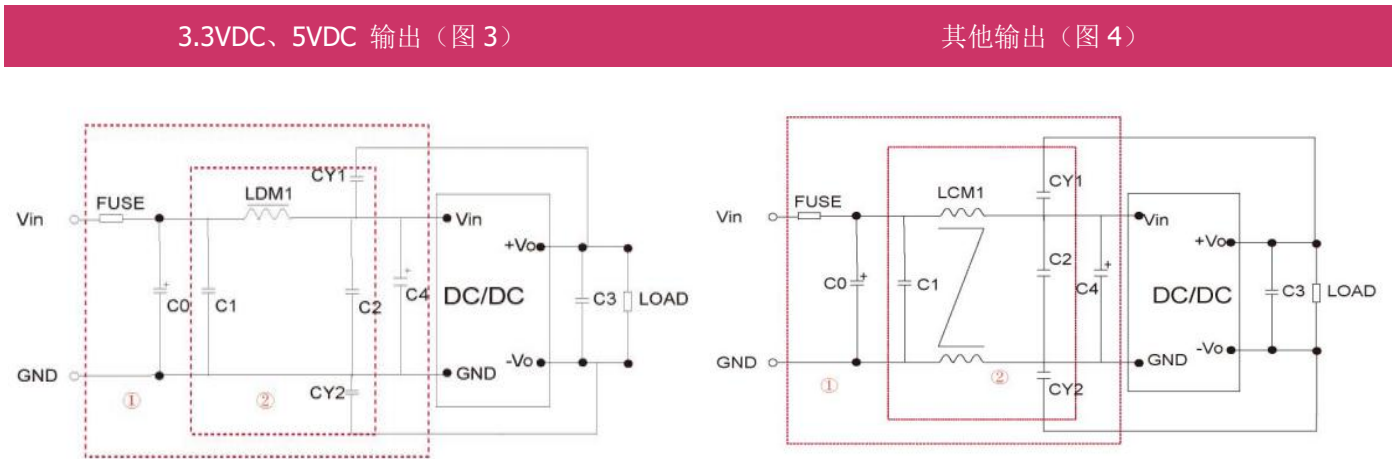 3.3VDC、5VDC 输出（图 3） 其他输出（图 4）
CY1
LDM1
FUSE
Vin
Vin
+Vo
C0
C1
C2
C4
DC/DC
C3
LOAD
-Vo
GND
GND
CY2
①
②
CY1
LCM1
FUSE
Vin
Vin
+Vo
C2
C0
C1
C4
DC/DC
C3
LOAD
-Vo
GND
GND
CY2
①
②